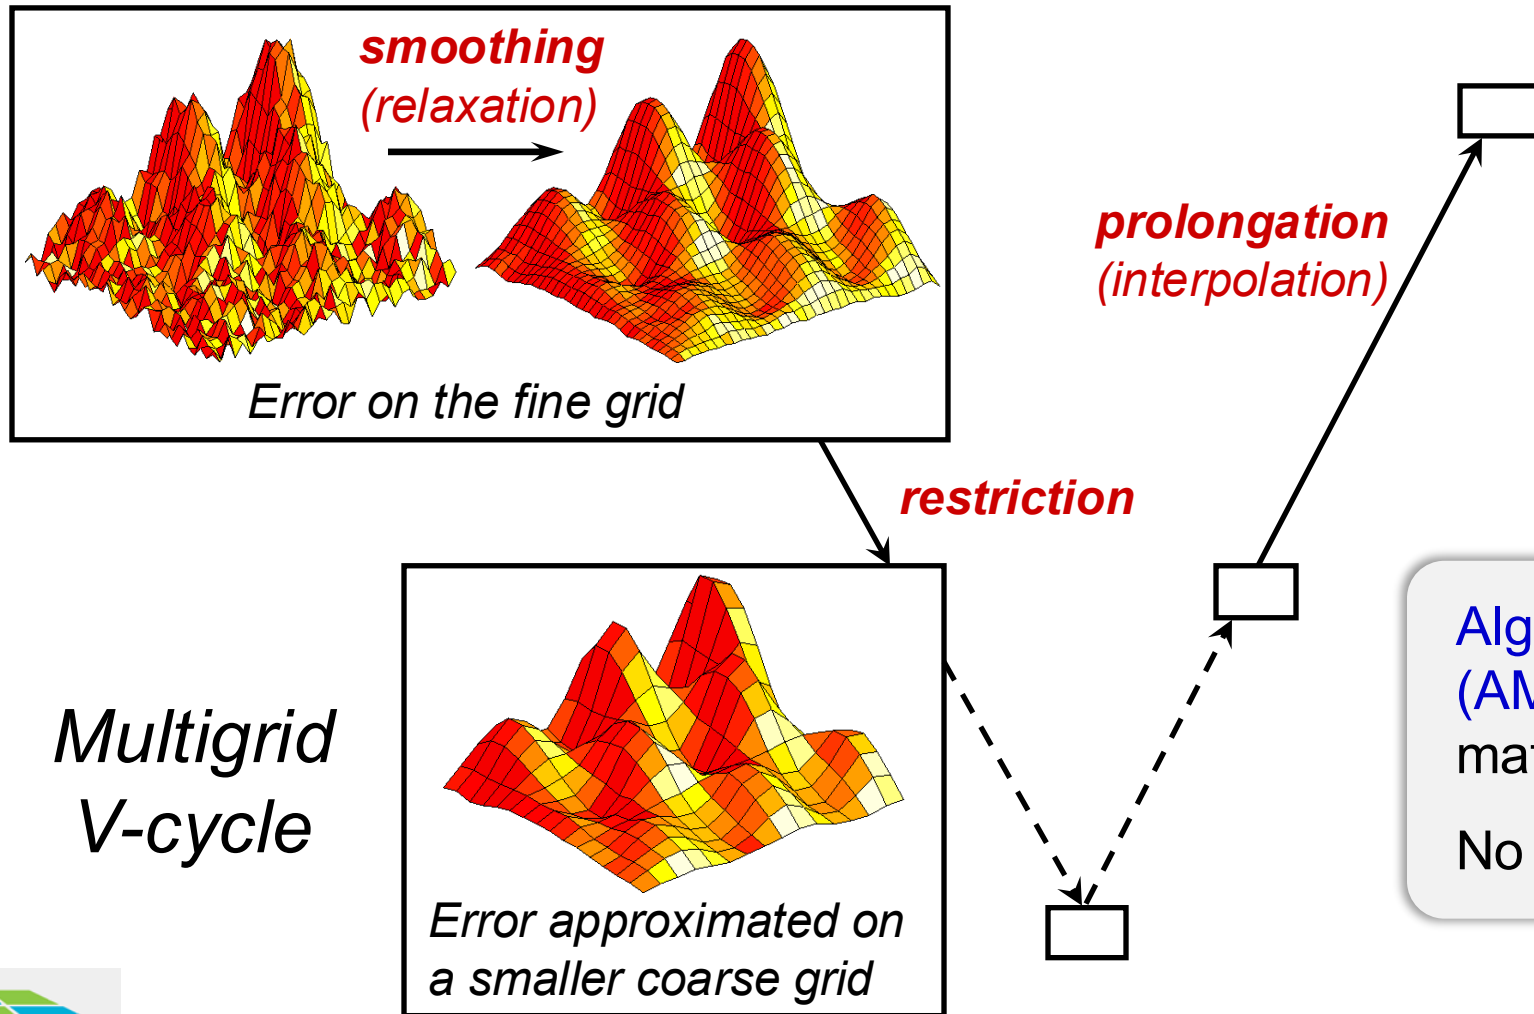 smoothing
(relaxation)
Error on the fine grid
prolongation
(interpolation)
restriction
Multigrid
V-cycle
Error approximated on
a smaller coarse grid
No